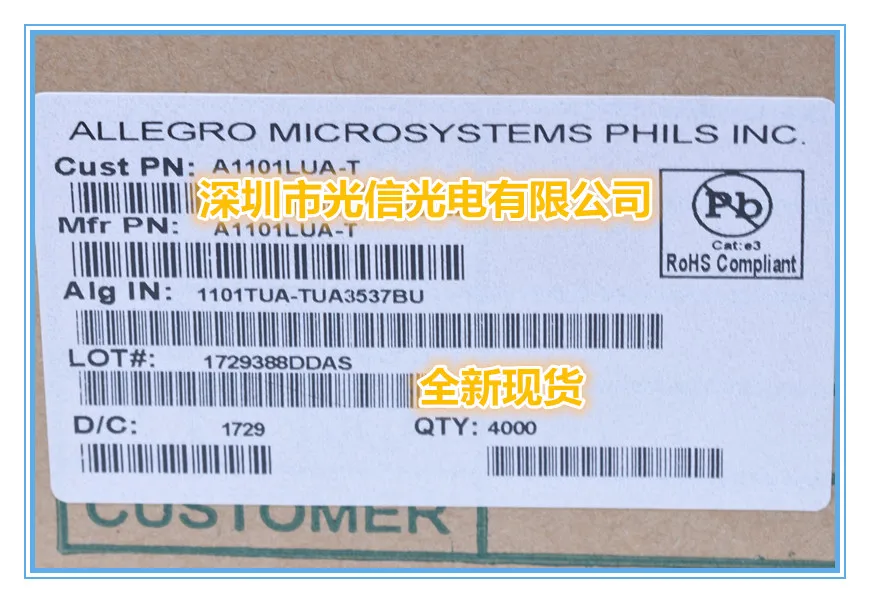 ALLEGRO MICROSYSTEMS PHILS INC.
Cust PN: A1101LUA-T
深圳市光信光电有限公司
Mfr PN: A1101LUA-T
Pb
Cat:e3
RoHS Compliant
Alg IN: 1101TUA-TUA3537BU
LOT#: 1729388DDAS
全新现货
D/C: 1729 QTY: 4000
CUSTOMER